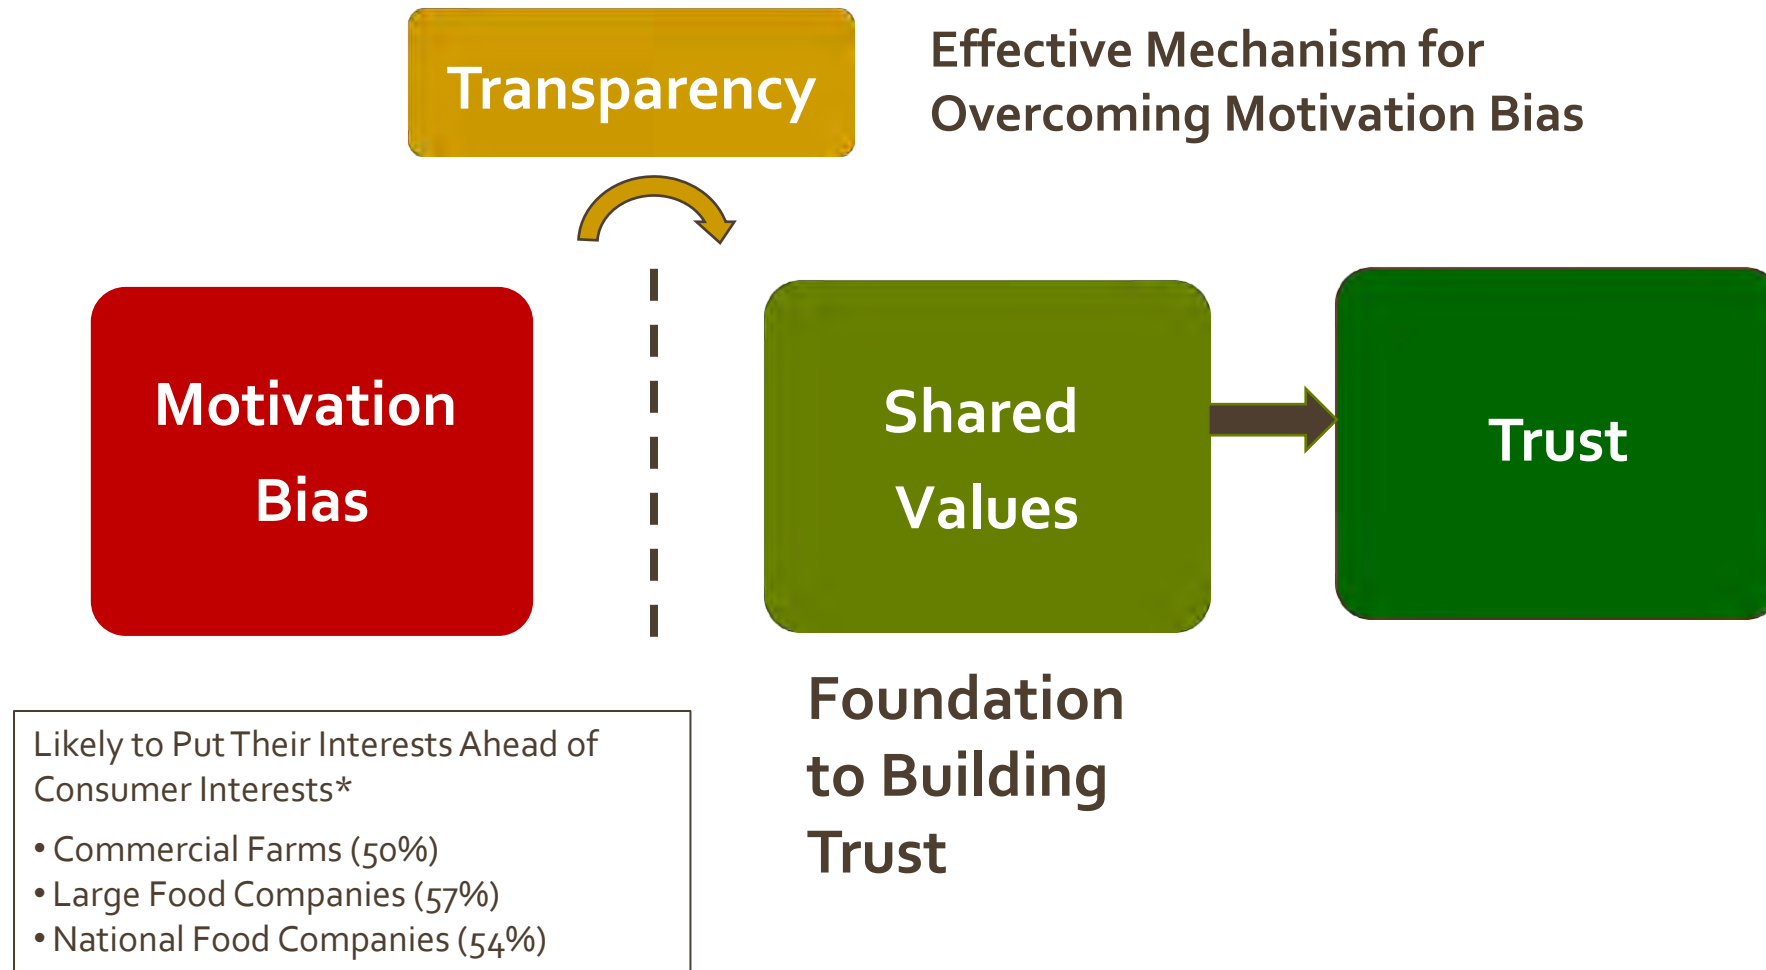 Transparency
Effective Mechanism for
Overcoming Motivation Bias
Motivation
Bias
Shared
Values
Trust
Foundation
to Building
Trust
Likely to Put Their Interests Ahead of
Consumer Interests*
• Commercial Farms (50%)
• Large Food Companies (57%)
• National Food Companies (54%)